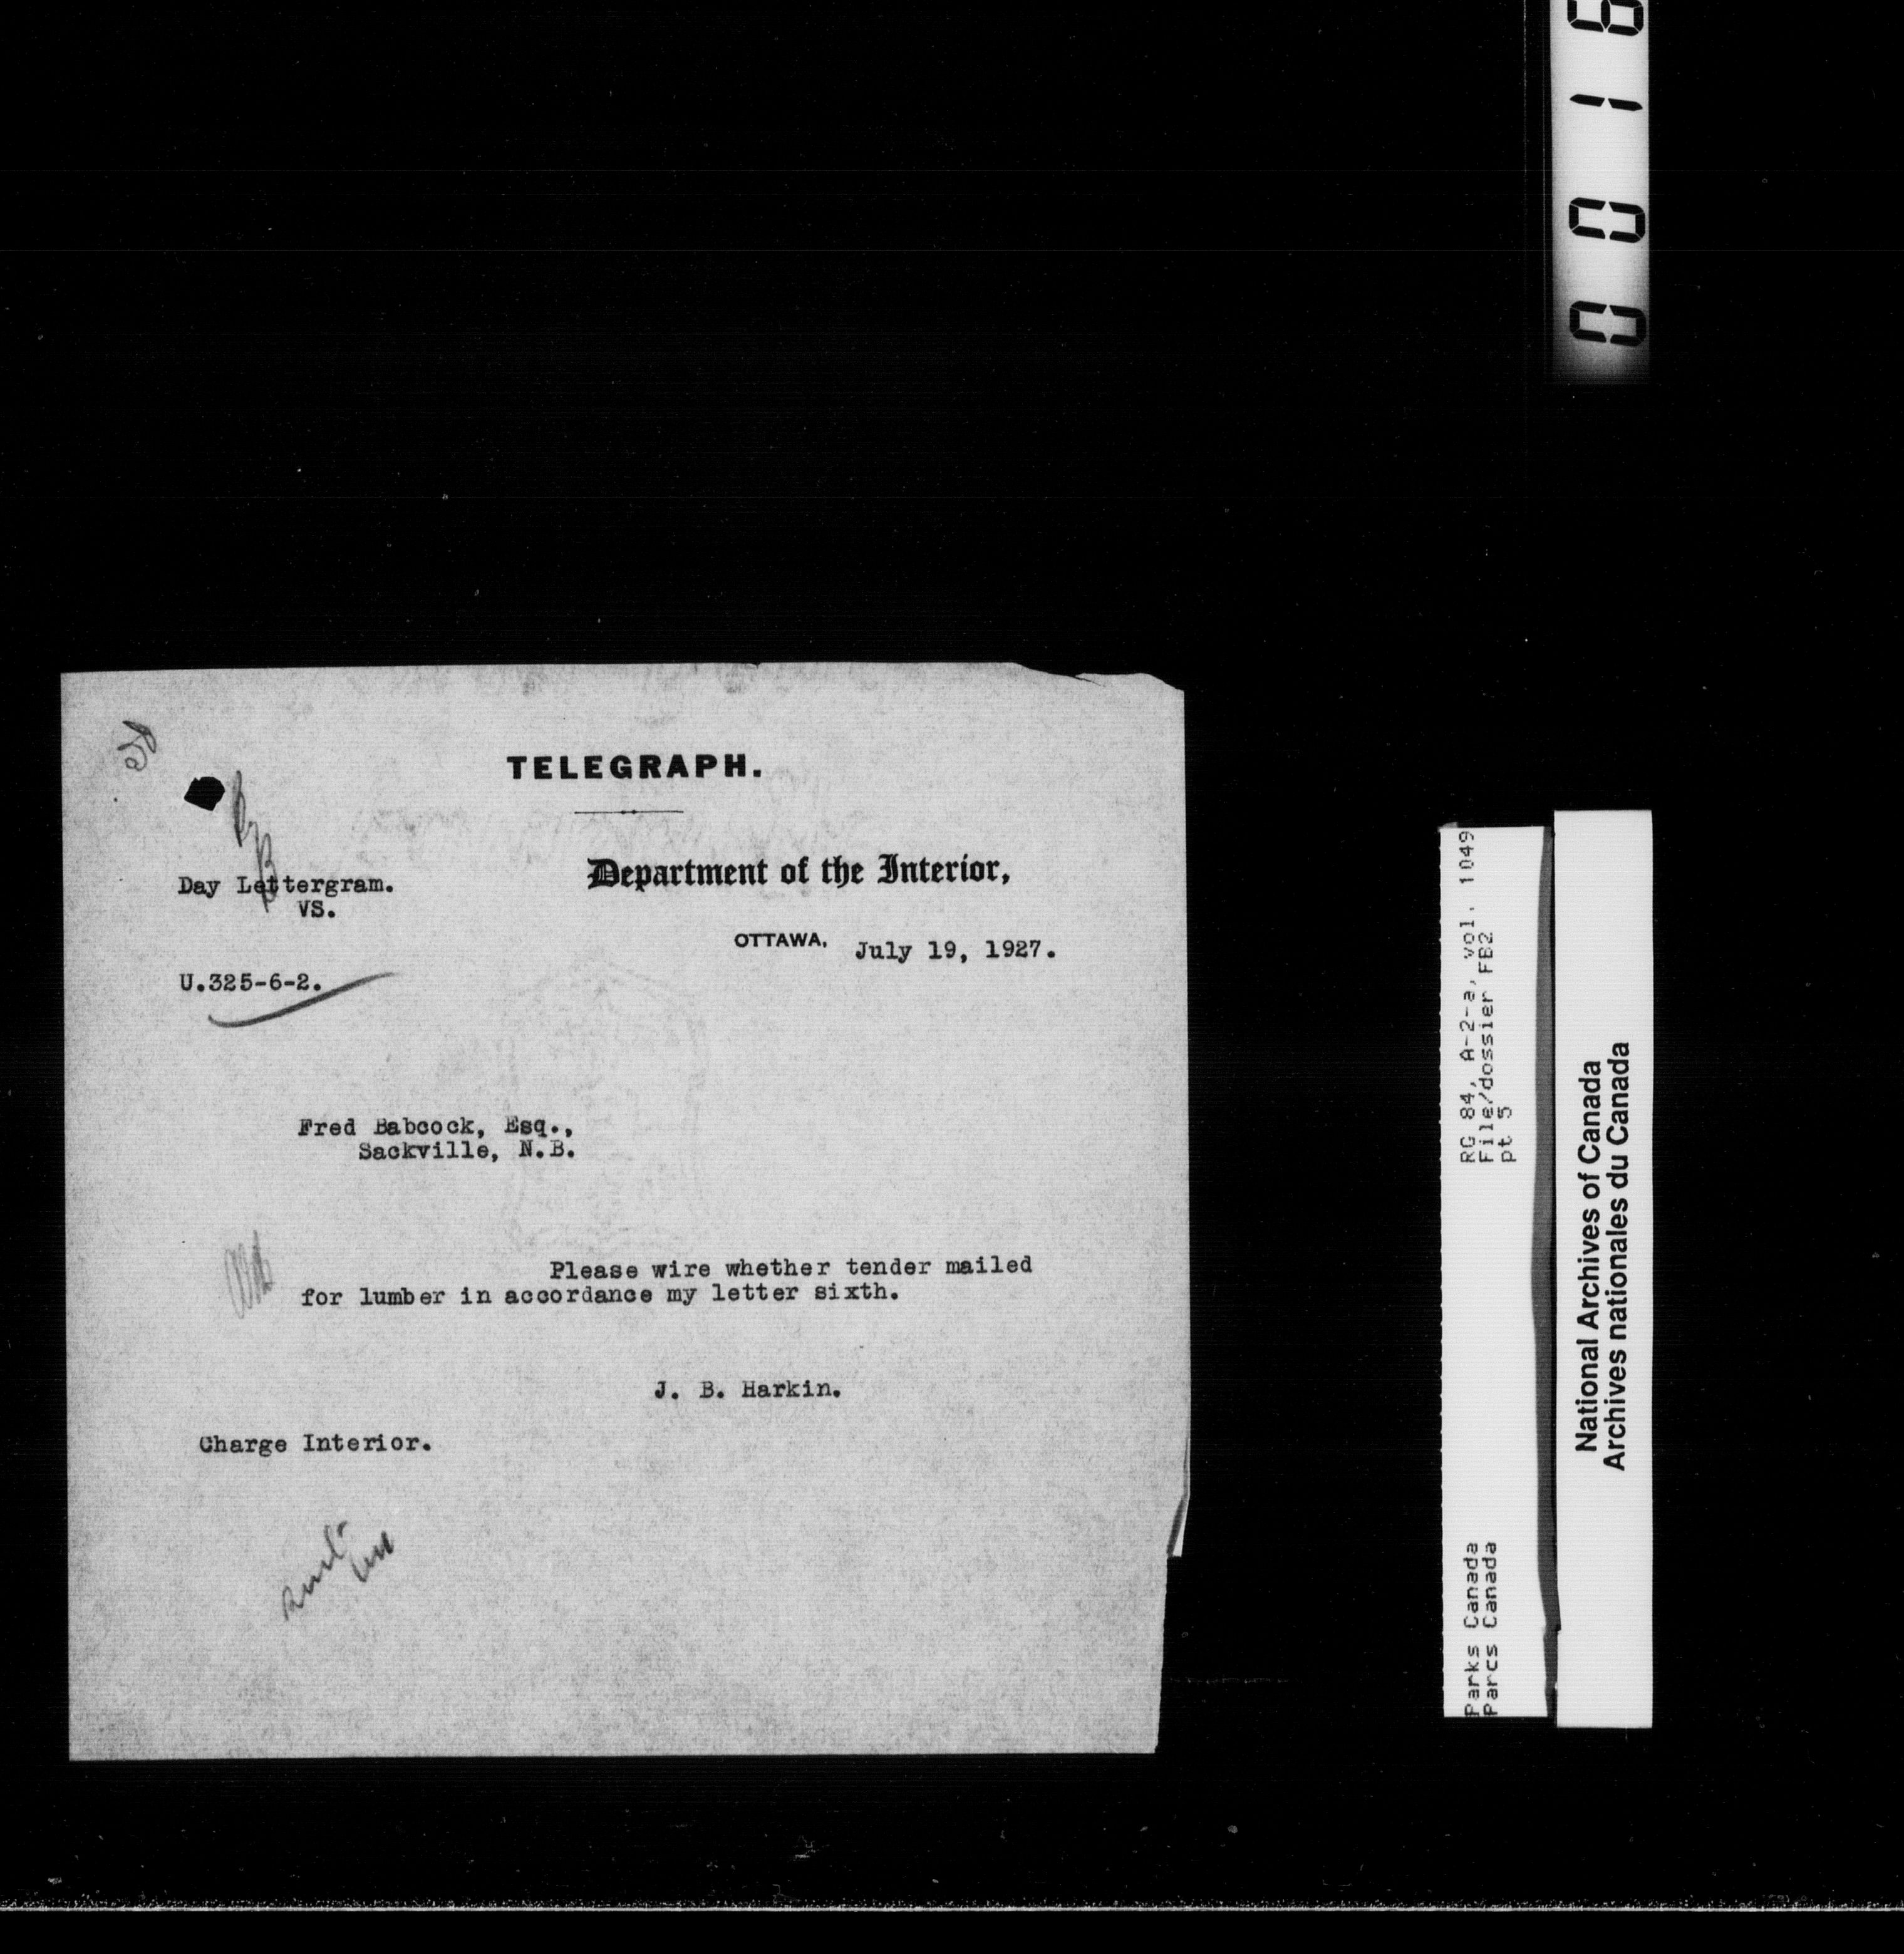 TELEGRAPH.
Day Lettergram.
VS.
Department of the Interior,
OTTAWA, July 19, 1927.
U.325-6-2.
Fred Babcock, Esq.,
Sackville, N.B.
Please wire whether tender mailed
for lumber in accordance my letter sixth.
J. B. Harkin.
Charge Interior.
0016
RG 84, A-2-a, vol. 1049
File/dossier FB2
pt 5
Parks Canada
Parcs Canada
National Archives of Canada
Archives nationales du Canada